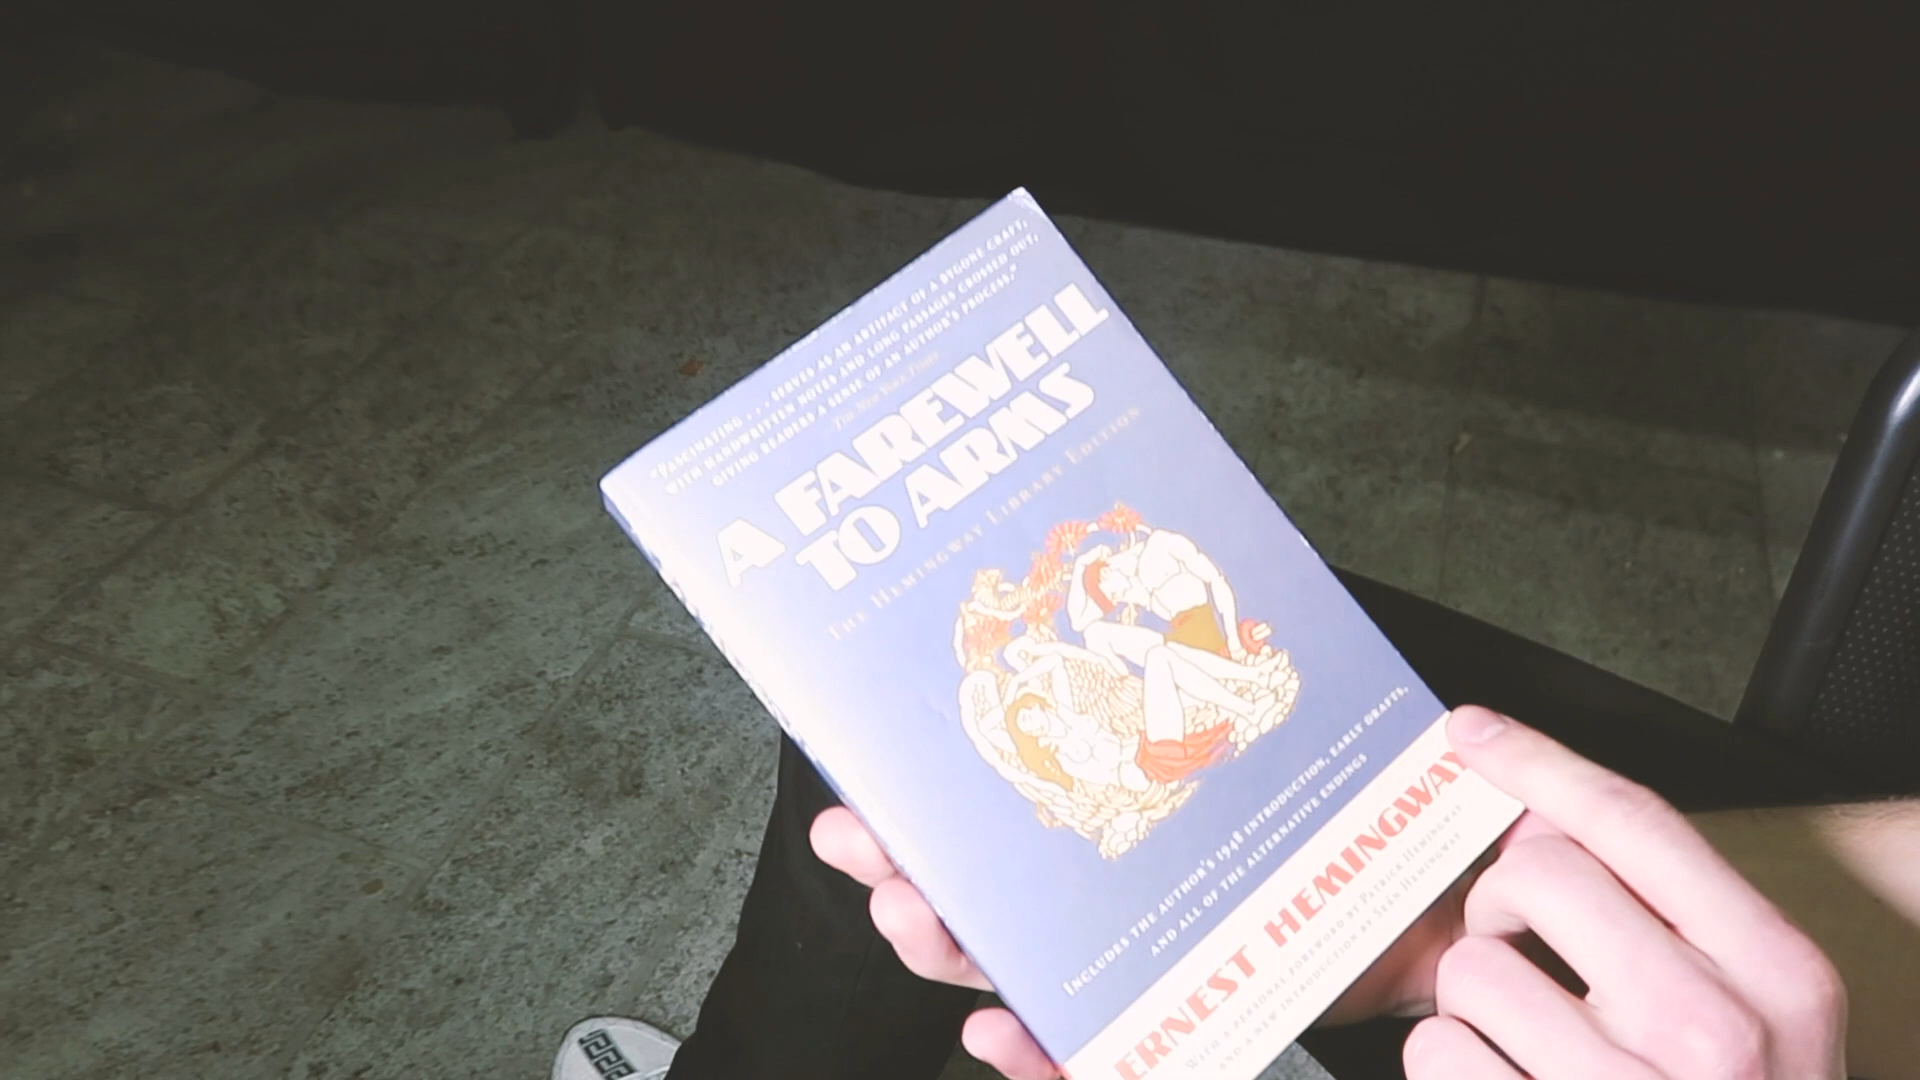 "FASCINATING . . . SERVES AS AN ARTIFACT OF A BYGONE CRAFT,
WITH HANDWRITTEN NOTES AND LONG PASSAGES CROSSED OUT,
GIVING READERS A SENSE OF AN AUTHOR'S PROCESS."
The New York Times
A FAREWELL
TO ARMS
THE HEMINGWAY LIBRARY EDITION
INCLUDES THE AUTHOR'S 1948 INTRODUCTION, EARLY DRAFTS,
AND ALL OF THE ALTERNATIVE ENDINGS
ERNEST HEMINGWAY
WITH A PERSONAL FOREWORD BY PATRICK HEMINGWAY
AND A NEW INTRODUCTION BY SEÁN HEMINGWAY